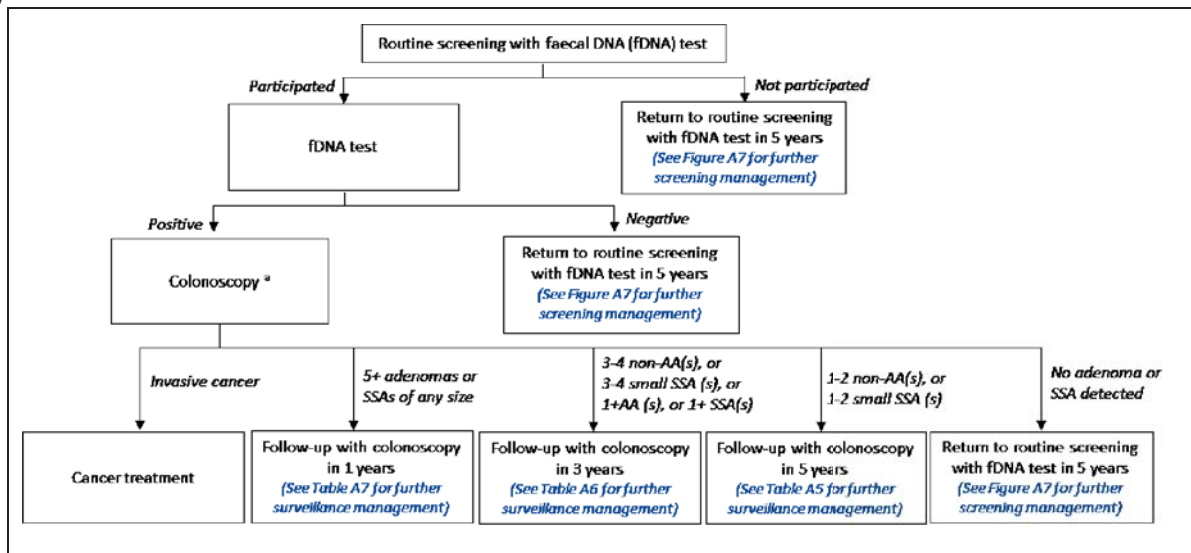 Routine screening with faecal DNA (fDNA) test
Participated
Not participated
fDNA test
Return to routine screening
with fDNA test in 5 years
(See Figure A7 for further
screening management)
Positive
Negative
Colonoscopy a
Return to routine screening
with fDNA test in 5 years
(See Figure A7 for further
screening management)
Invasive cancer
5+ adenomas or
SSAs of any size
3-4 non-AA(s), or
3-4 small SSA (s), or
1+AA (s), or 1+ SSA(s)
1-2 non-AA(s), or
1-2 small SSA (s)
No adenoma or
SSA detected
Cancer treatment
Follow-up with colonoscopy
in 1 years
(See Table A7 for further
surveillance management)
Follow-up with colonoscopy
in 3 years
(See Table A6 for further
surveillance management)
Follow-up with colonoscopy
in 5 years
(See Table A5 for further
surveillance management)
Return to routine screening
with fDNA test in 5 years
(See Figure A7 for further
screening management)